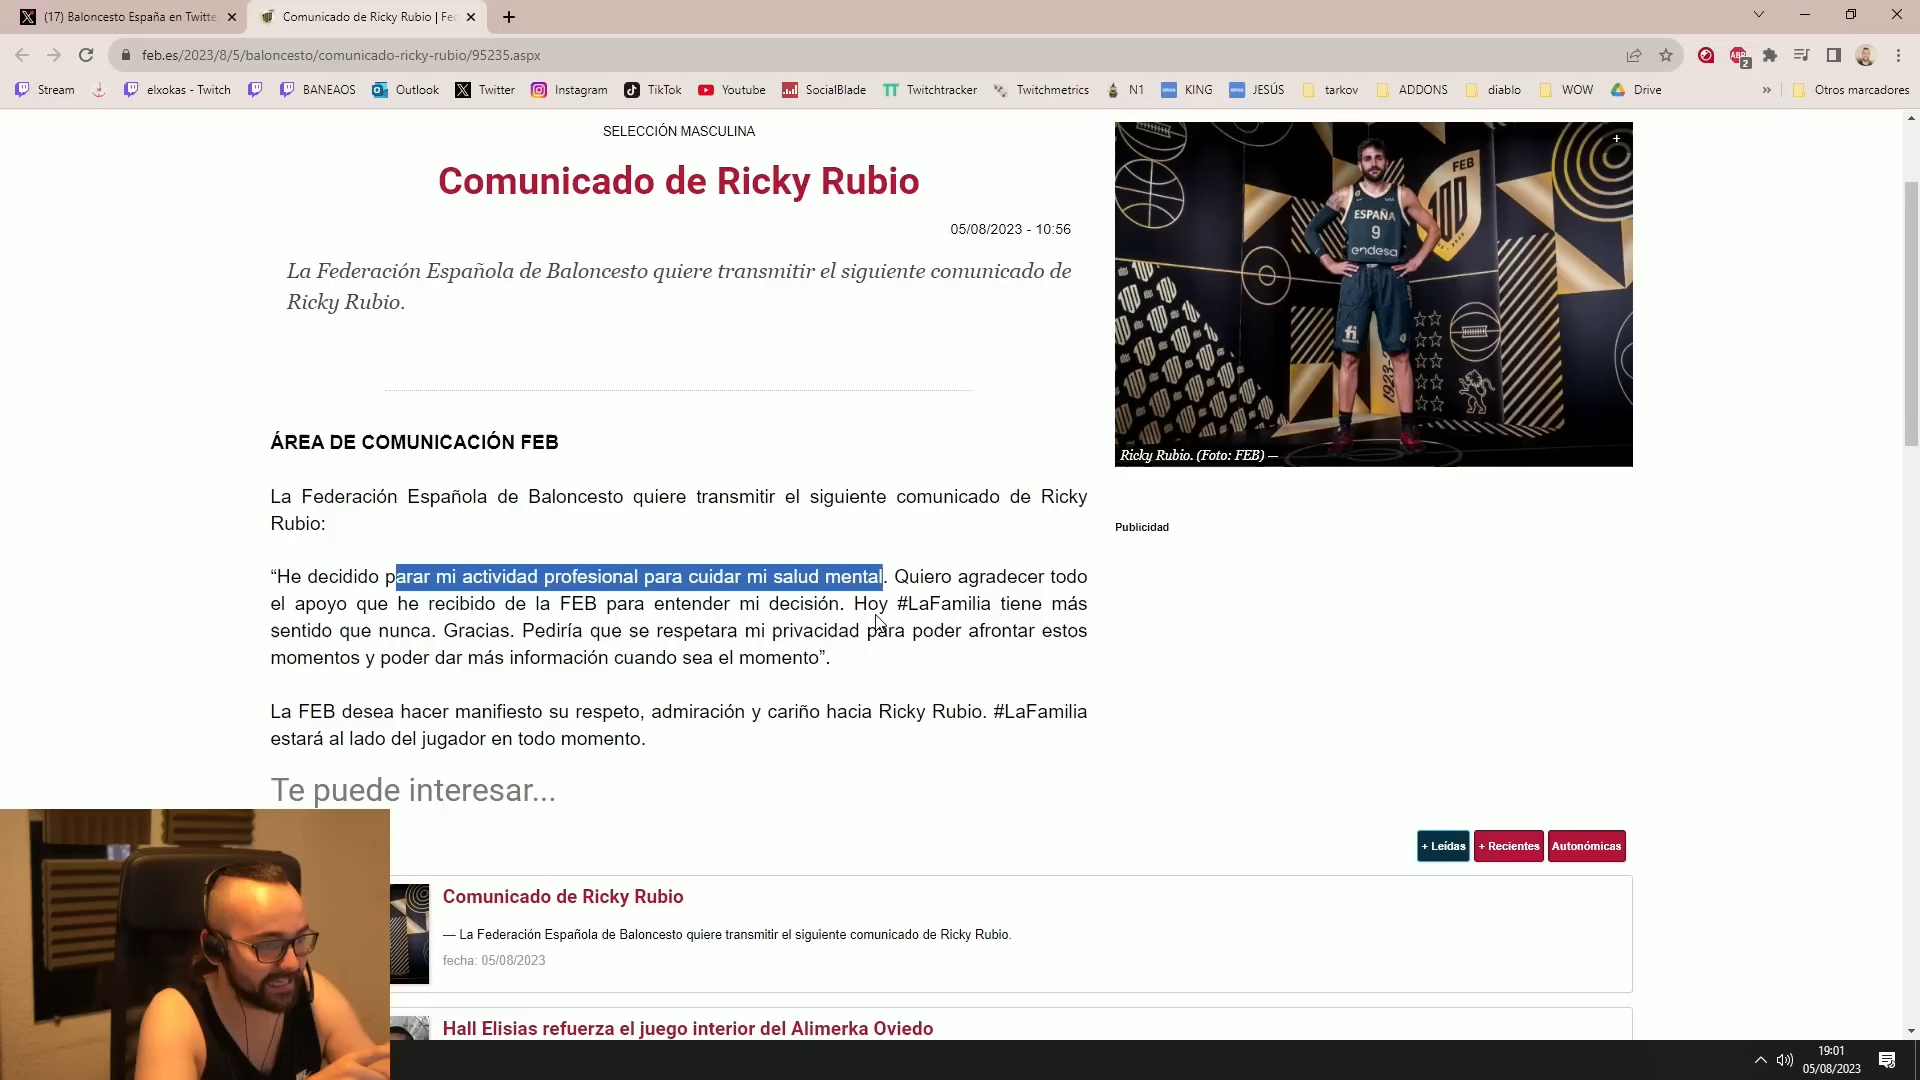 (17) Baloncesto España en Twitte
Comunicado de Ricky Rubio | Fed
feb.es/2023/8/5/baloncesto/comunicado-ricky-rubio/95235.aspx
ABP
2
Stream
elxokas - Twitch
BANEAOS
Outlook
Twitter
Instagram
TikTok
Youtube
SocialBlade
Twitchtracker
Twitchmetrics
N1
KING
JESÚS
tarkov
ADDONS
diablo
WOW
Drive
»
Otros marcadores
SELECCIÓN MASCULINA
Comunicado de Ricky Rubio
05/08/2023 - 10:56
La Federación Española de Baloncesto quiere transmitir el siguiente comunicado de
Ricky Rubio.
+
FEB
100
ESPAÑA
9
endesa
1923
Ricky Rubio. (Foto: FEB) —
Publicidad
ÁREA DE COMUNICACIÓN FEB
La Federación Española de Baloncesto quiere transmitir el siguiente comunicado de Ricky
Rubio:
“He decidido parar mi actividad profesional para cuidar mi salud mental. Quiero agradecer todo
el apoyo que he recibido de la FEB para entender mi decisión. Hoy #LaFamilia tiene más
sentido que nunca. Gracias. Pediría que se respetara mi privacidad para poder afrontar estos
momentos y poder dar más información cuando sea el momento”.
La FEB desea hacer manifiesto su respeto, admiración y cariño hacia Ricky Rubio. #LaFamilia
estará al lado del jugador en todo momento.
Te puede interesar...
+ Leídas
+ Recientes
Autonómicas
Comunicado de Ricky Rubio
— La Federación Española de Baloncesto quiere transmitir el siguiente comunicado de Ricky Rubio.
fecha: 05/08/2023
Hall Elisias refuerza el juego interior del Alimerka Oviedo
19:01
05/08/2023